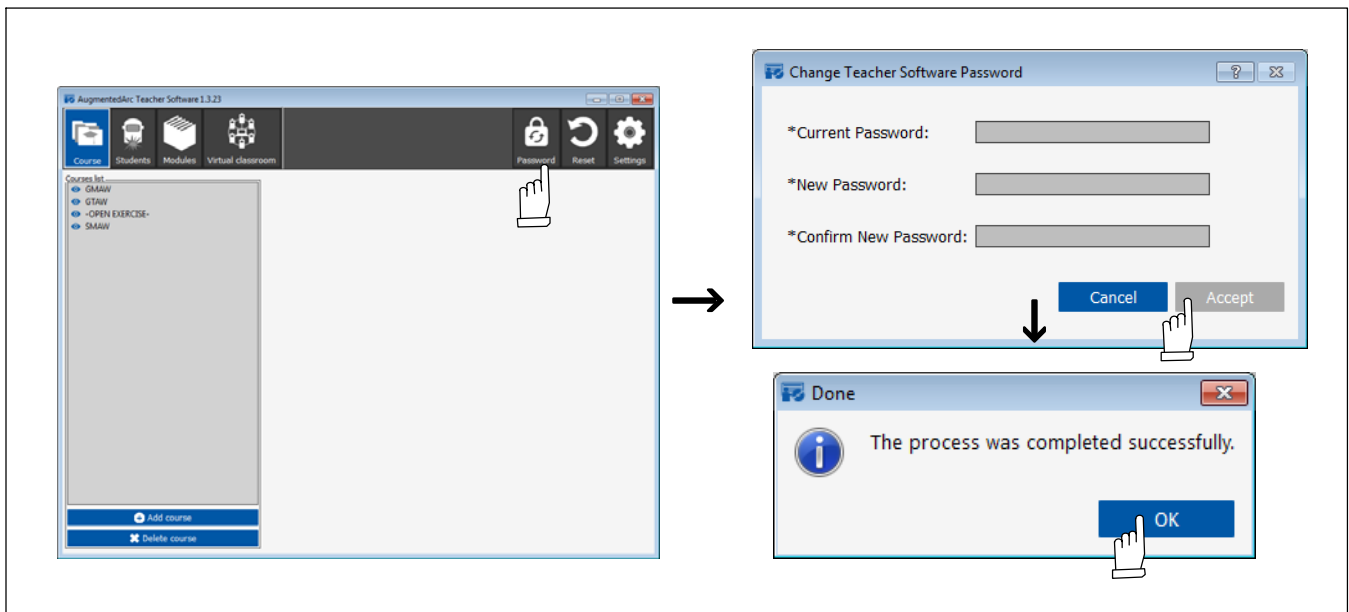 AugmentedArc Teacher Software 1.3.23
Course Students Modules Virtual classroom Password Reset Settings
Courses list
GMAW
GTAW
-OPEN EXERCISE-
SMAW
Add course
Delete course
Change Teacher Software Password
*Current Password:
*New Password:
*Confirm New Password:
Cancel Accept
Done
The process was completed successfully.
OK